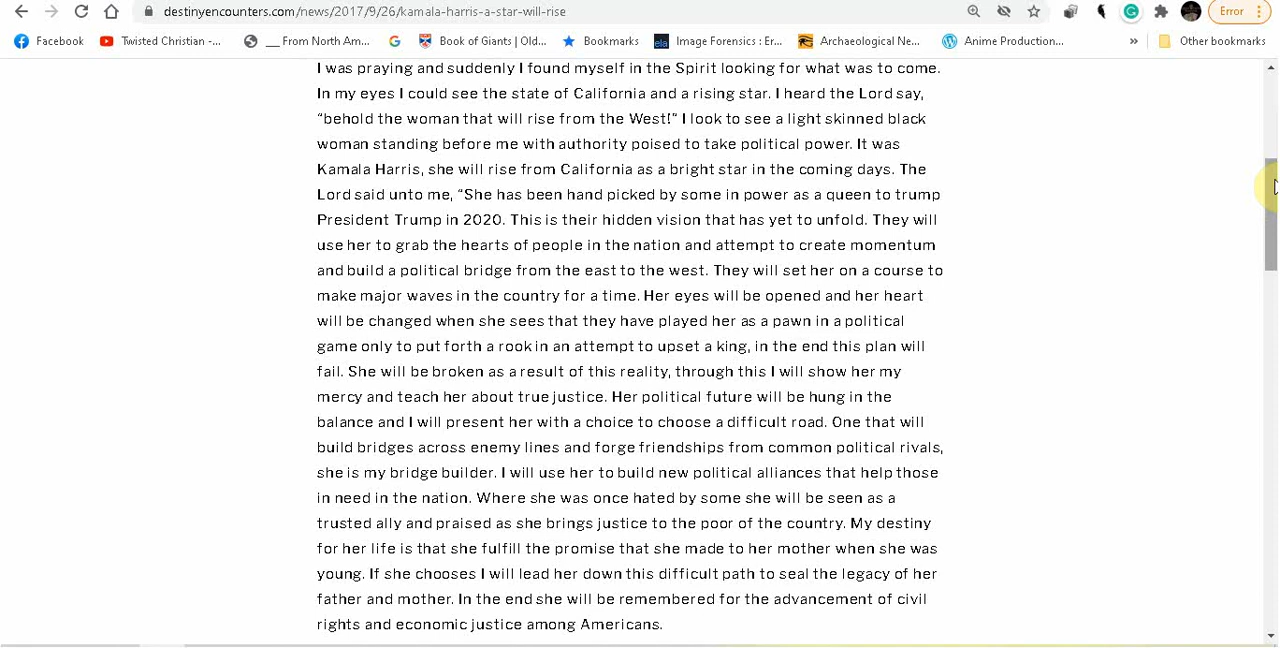 destinyencounters.com/news/2017/9/26/kamala-harris-a-star-will-rise
Error
Facebook
Twisted Christian -...
__ From North Am...
Book of Giants | Old...
Bookmarks
Image Forensics : Er...
Archaeological Ne...
Anime Production...
»
Other bookmarks
I was praying and suddenly I found myself in the Spirit looking for what was to come.
In my eyes I could see the state of California and a rising star. I heard the Lord say,
“behold the woman that will rise from the West!” I look to see a light skinned black
woman standing before me with authority poised to take political power. It was
Kamala Harris, she will rise from California as a bright star in the coming days. The
Lord said unto me, “She has been hand picked by some in power as a queen to trump
President Trump in 2020. This is their hidden vision that has yet to unfold. They will
use her to grab the hearts of people in the nation and attempt to create momentum
and build a political bridge from the east to the west. They will set her on a course to
make major waves in the country for a time. Her eyes will be opened and her heart
will be changed when she sees that they have played her as a pawn in a political
game only to put forth a rook in an attempt to upset a king, in the end this plan will
fail. She will be broken as a result of this reality, through this I will show her my
mercy and teach her about true justice. Her political future will be hung in the
balance and I will present her with a choice to choose a difficult road. One that will
build bridges across enemy lines and forge friendships from common political rivals,
she is my bridge builder. I will use her to build new political alliances that help those
in need in the nation. Where she was once hated by some she will be seen as a
trusted ally and praised as she brings justice to the poor of the country. My destiny
for her life is that she fulfill the promise that she made to her mother when she was
young. If she chooses I will lead her down this difficult path to seal the legacy of her
father and mother. In the end she will be remembered for the advancement of civil
rights and economic justice among Americans.